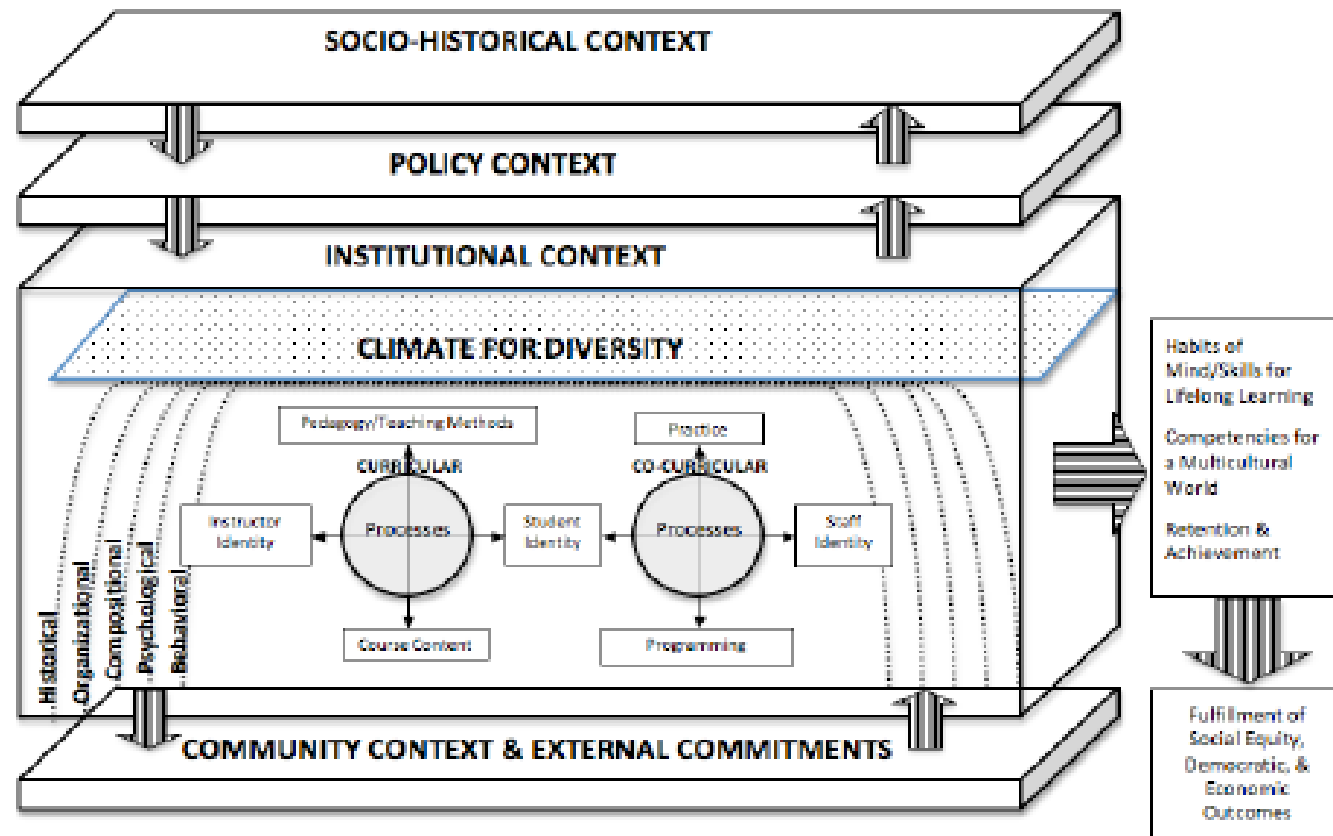 SOCIO-HISTORICAL CONTEXT
POLICY CONTEXT
INSTITUTIONAL CONTEXT
CLIMATE FOR DIVERSITY
Pedagogy/Teaching Methods
Practice
CURRICULAR
CO-CURRICULAR
Instructor
Identity
Processes
Student
Identity
Processes
Staff
Identity
Course Content
Programming
Historical
Organizational
Compositional
Psychological
Behavioral
COMMUNITY CONTEXT & EXTERNAL COMMITMENTS
Habits of
Mind/Skills for
Lifelong Learning
Competencies for
a Multicultural
World
Retention &
Achievement
Fulfillment of
Social Equity,
Democratic, &
Economic
Outcomes